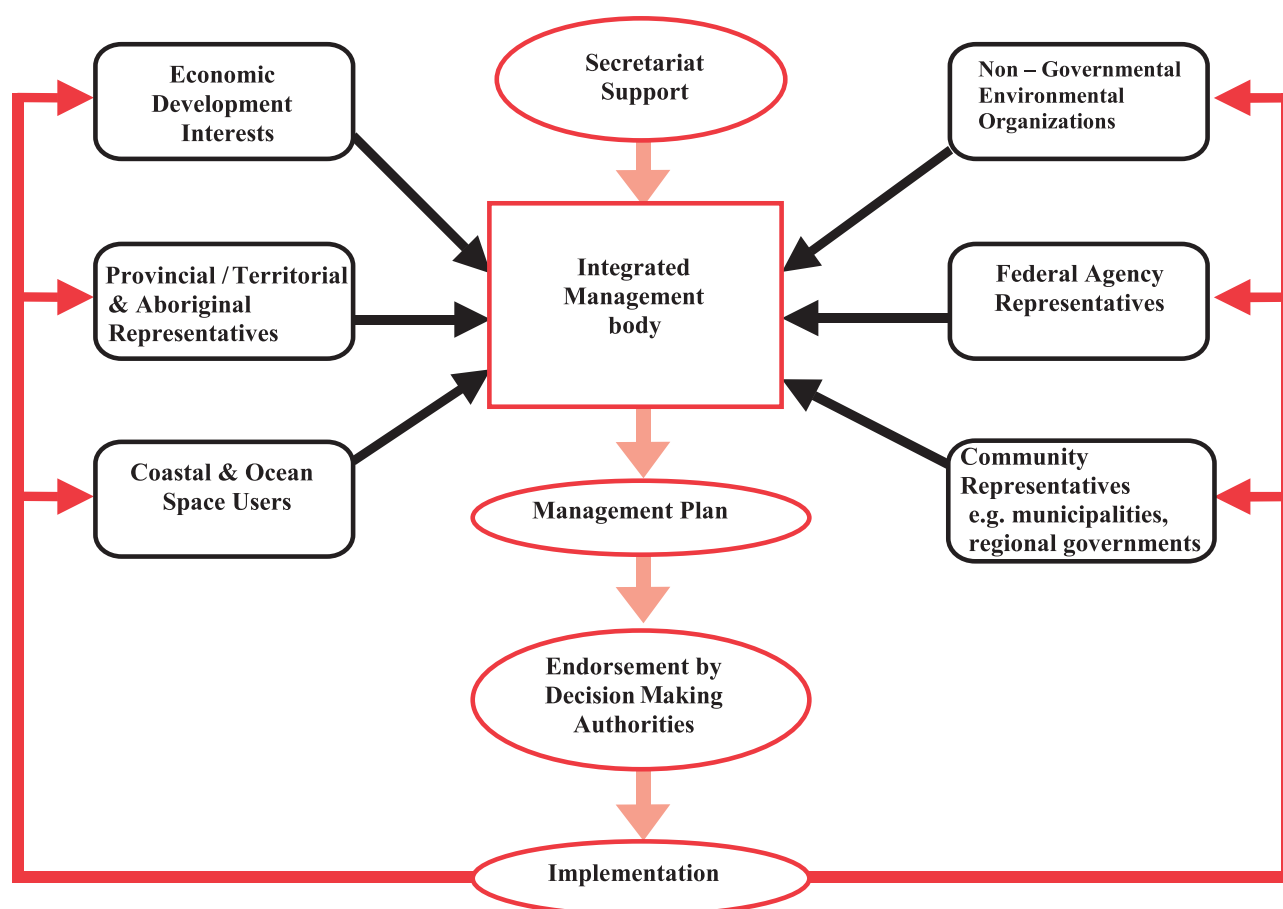 Economic
Development
Interests
Secretariat
Support
Non – Governmental
Environmental
Organizations
Provincial / Territorial
& Aboriginal
Representatives
Integrated
Management
body
Federal Agency
Representatives
Coastal & Ocean
Space Users
Community
Representatives
e.g. municipalities,
regional governments
Management Plan
Endorsement by
Decision Making
Authorities
Implementation